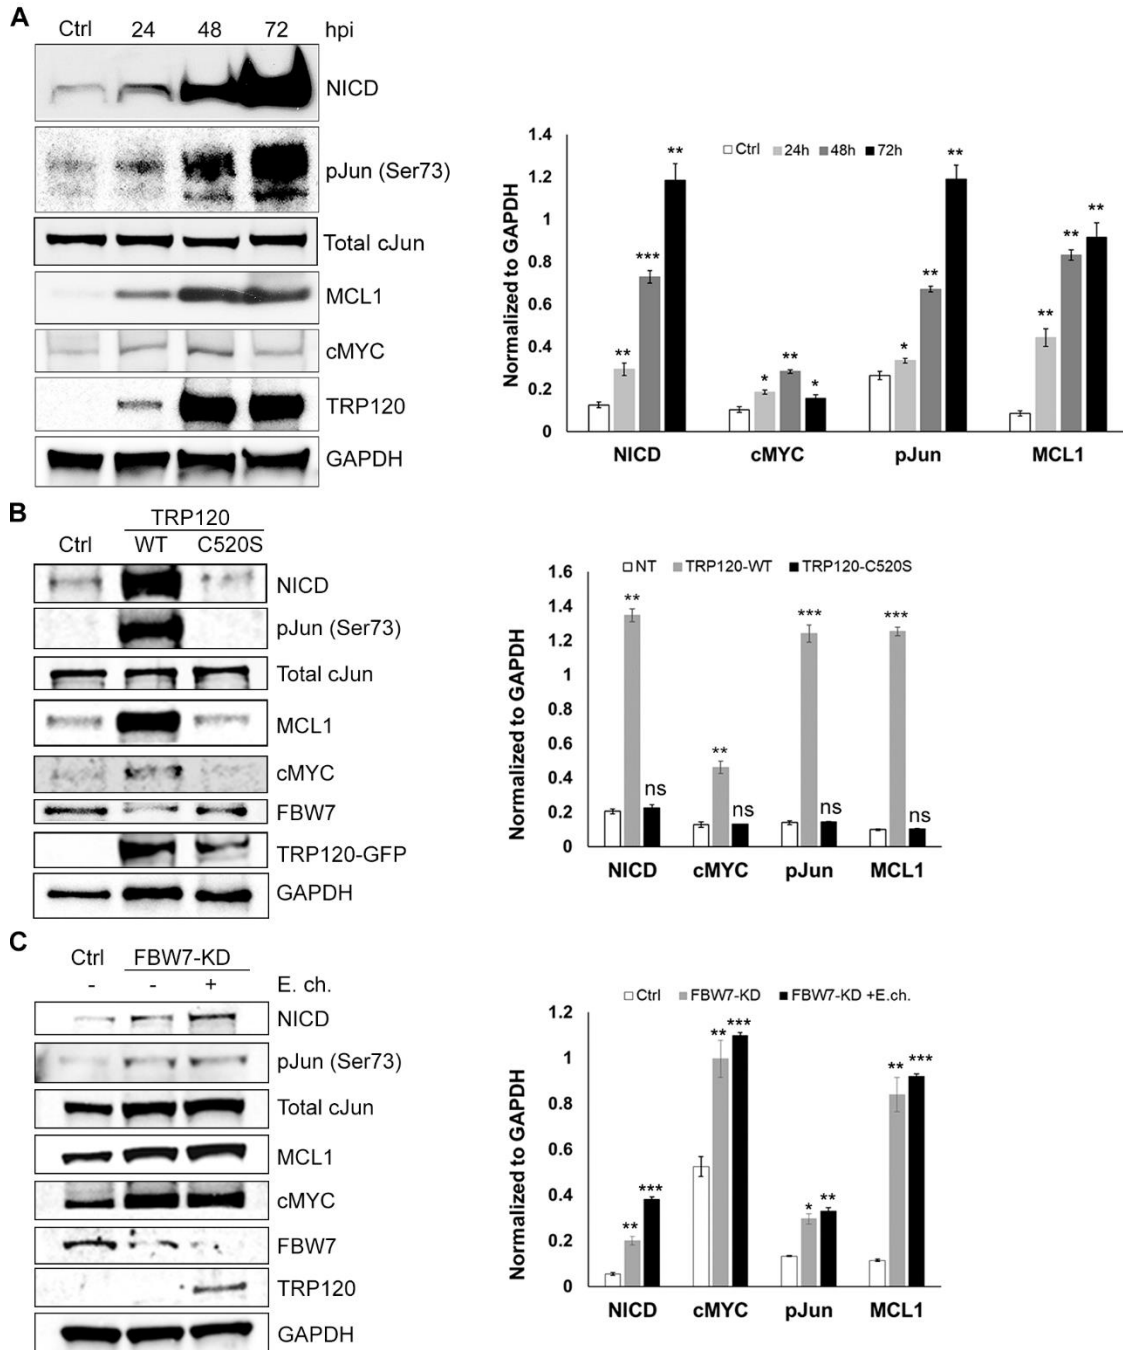 A
Ctrl 24 48 72 hpi
NICD
pJun (Ser73)
Total cJun
MCL1
cMYC
TRP120
GAPDH
Normalized to GAPDH
1.4
1.2
1
0.8
0.6
0.4
0.2
0
Ctrl 24h 48h 72h
** *** **
* ** *
* ** **
** ** **
NICD cMYC pJun MCL1
B
TRP120
Ctrl WT C520S
NICD
pJun (Ser73)
Total cJun
MCL1
cMYC
FBW7
TRP120-GFP
GAPDH
Normalized to GAPDH
1.6
1.4
1.2
1
0.8
0.6
0.4
0.2
0
NT TRP120-WT TRP120-C520S
** ns
** ns
*** ns
*** ns
NICD cMYC pJun MCL1
C
Ctrl FBW7-KD
- - + E. ch.
NICD
pJun (Ser73)
Total cJun
MCL1
cMYC
FBW7
TRP120
GAPDH
Normalized to GAPDH
1.2
1
0.8
0.6
0.4
0.2
0
Ctrl FBW7-KD FBW7-KD +E.ch.
** ***
** ***
* **
** ***
NICD cMYC pJun MCL1